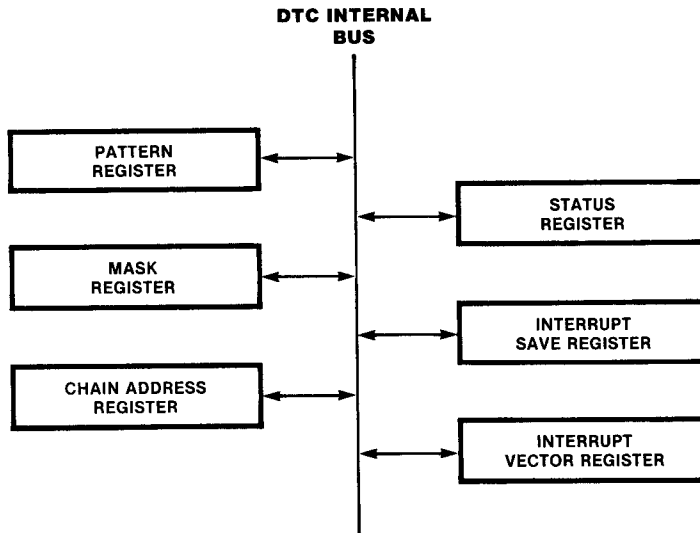 DTC INTERNAL
BUS
PATTERN
REGISTER
STATUS
REGISTER
MASK
REGISTER
INTERRUPT
SAVE REGISTER
CHAIN ADDRESS
REGISTER
INTERRUPT
VECTOR REGISTER